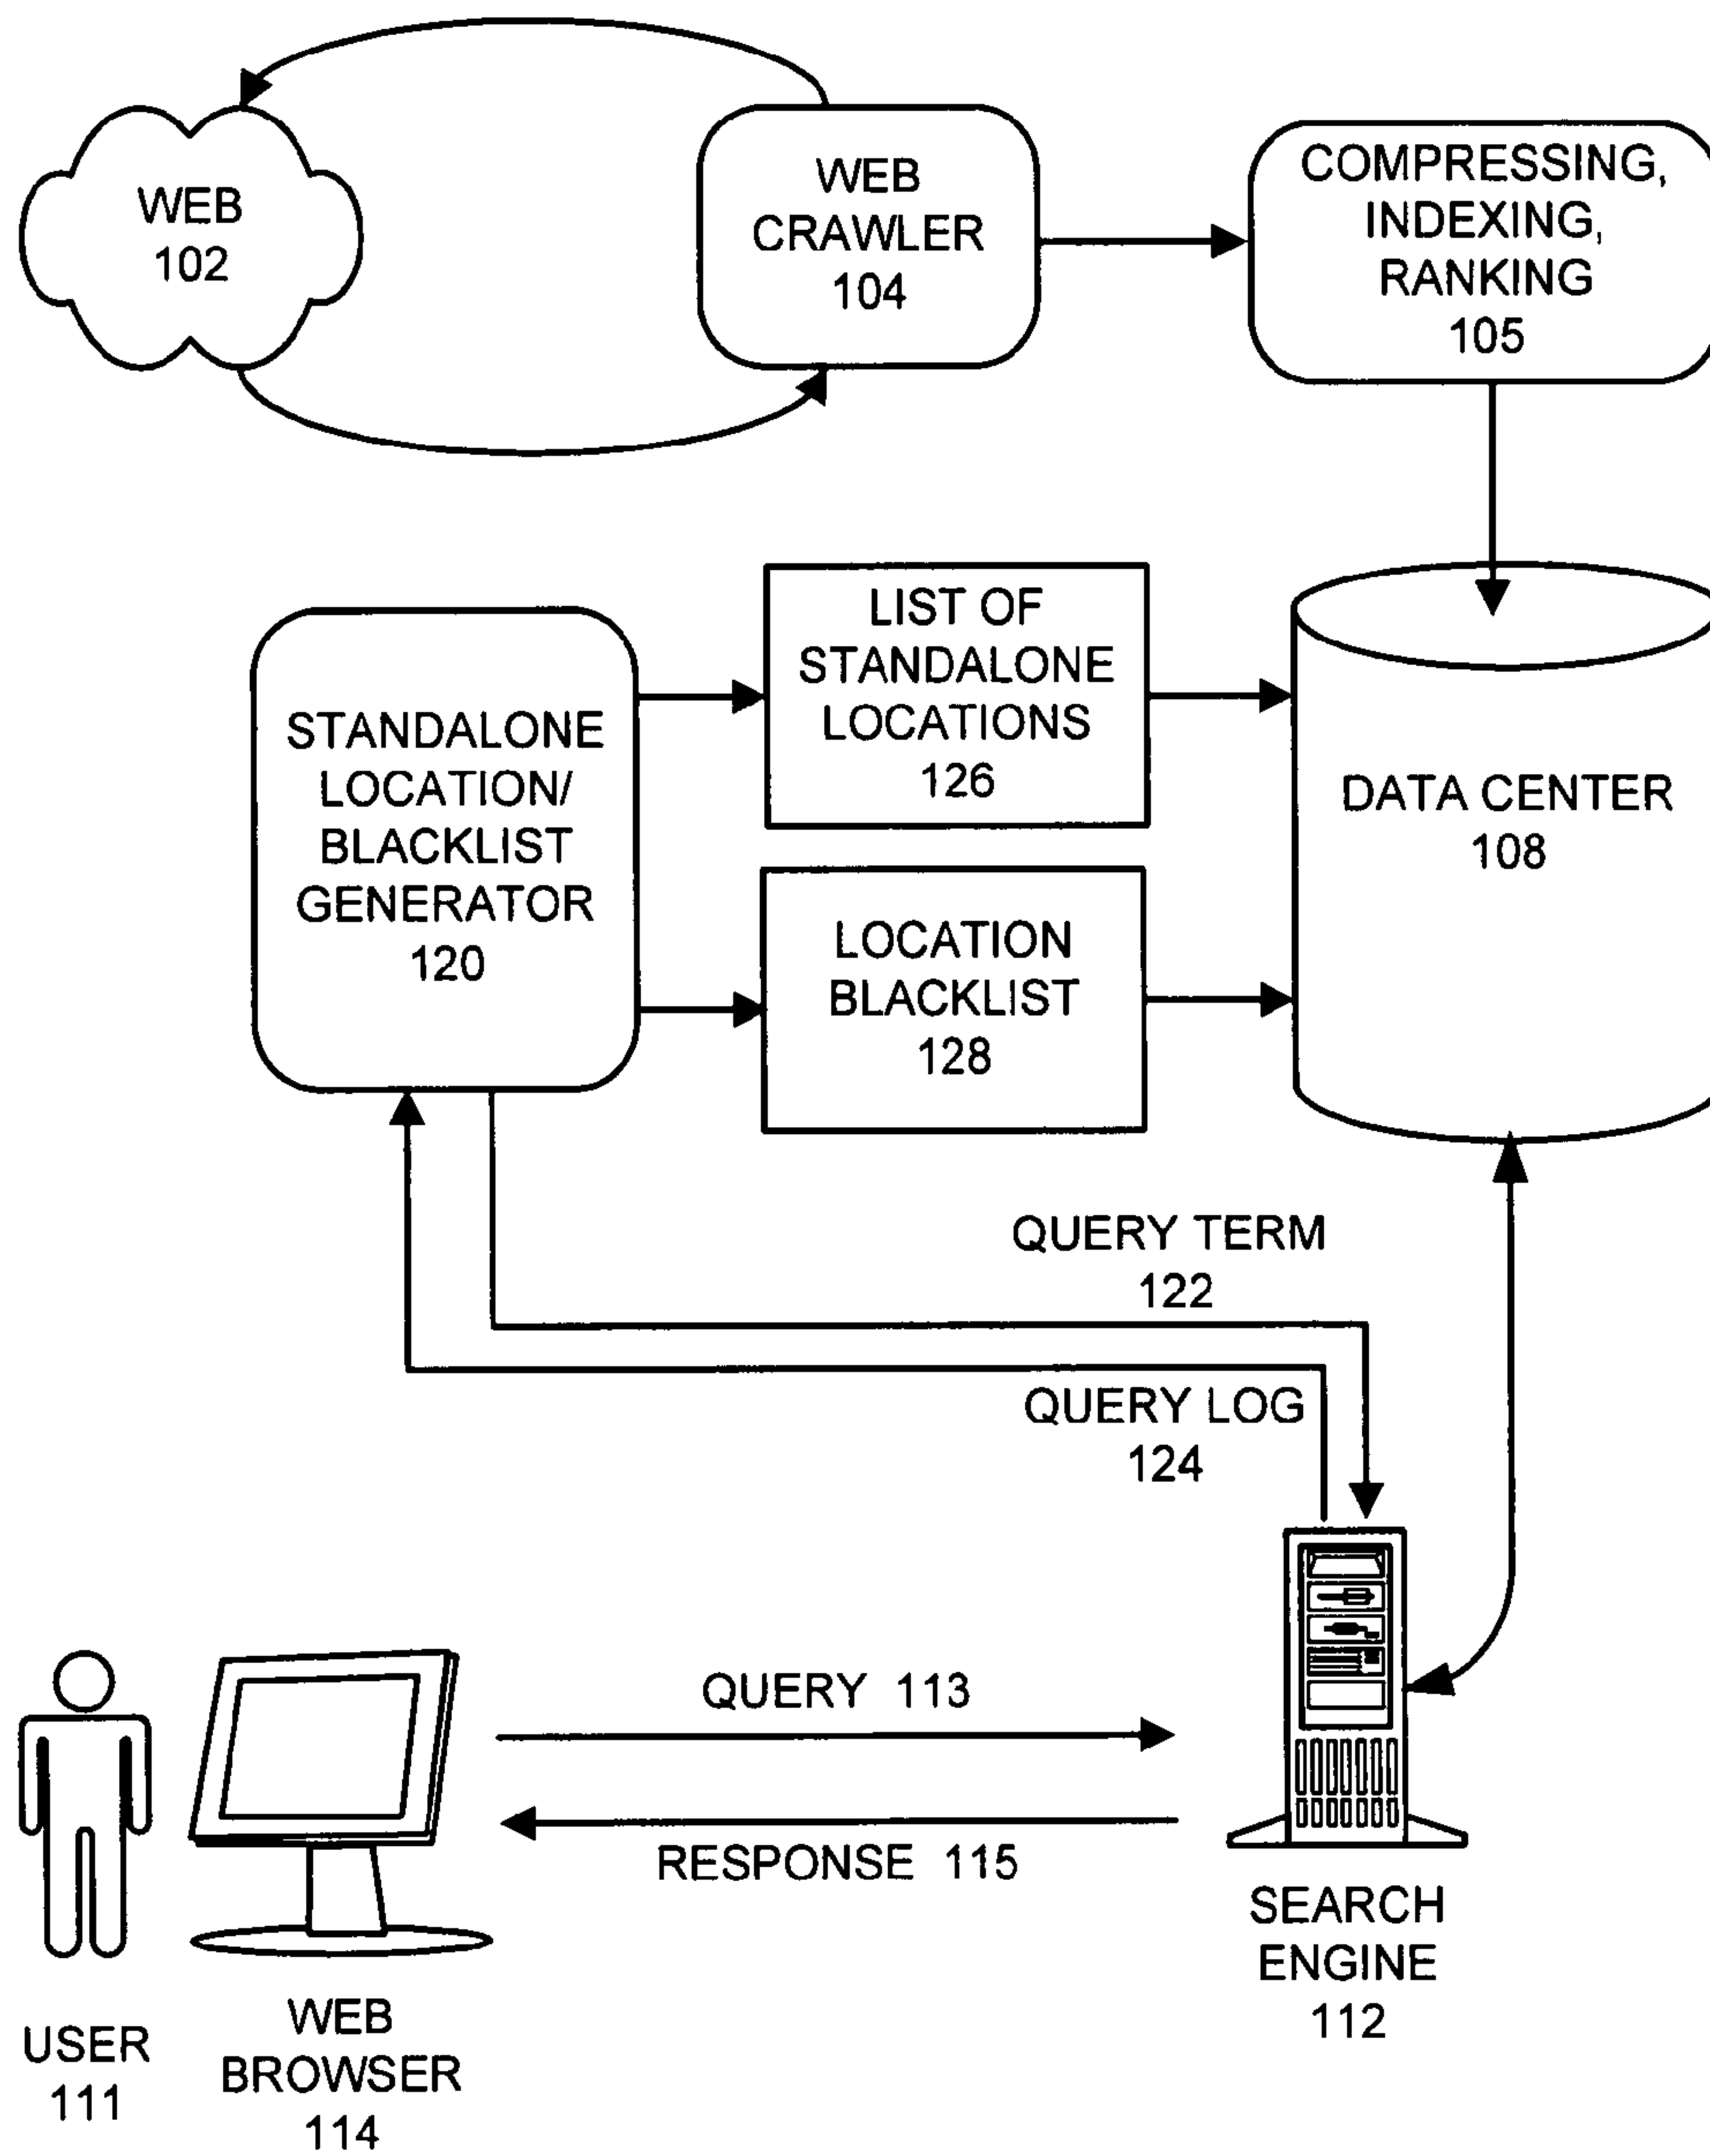 WEB
102
WEB
CRAWLER
104
COMPRESSING,
INDEXING,
RANKING
105
STANDALONE
LOCATION/
BLACKLIST
GENERATOR
120
LIST OF
STANDALONE
LOCATIONS
126
LOCATION
BLACKLIST
128
DATA CENTER
108
QUERY TERM
122
QUERY LOG
124
QUERY 113
RESPONSE 115
USER
111
WEB
BROWSER
114
SEARCH
ENGINE
112